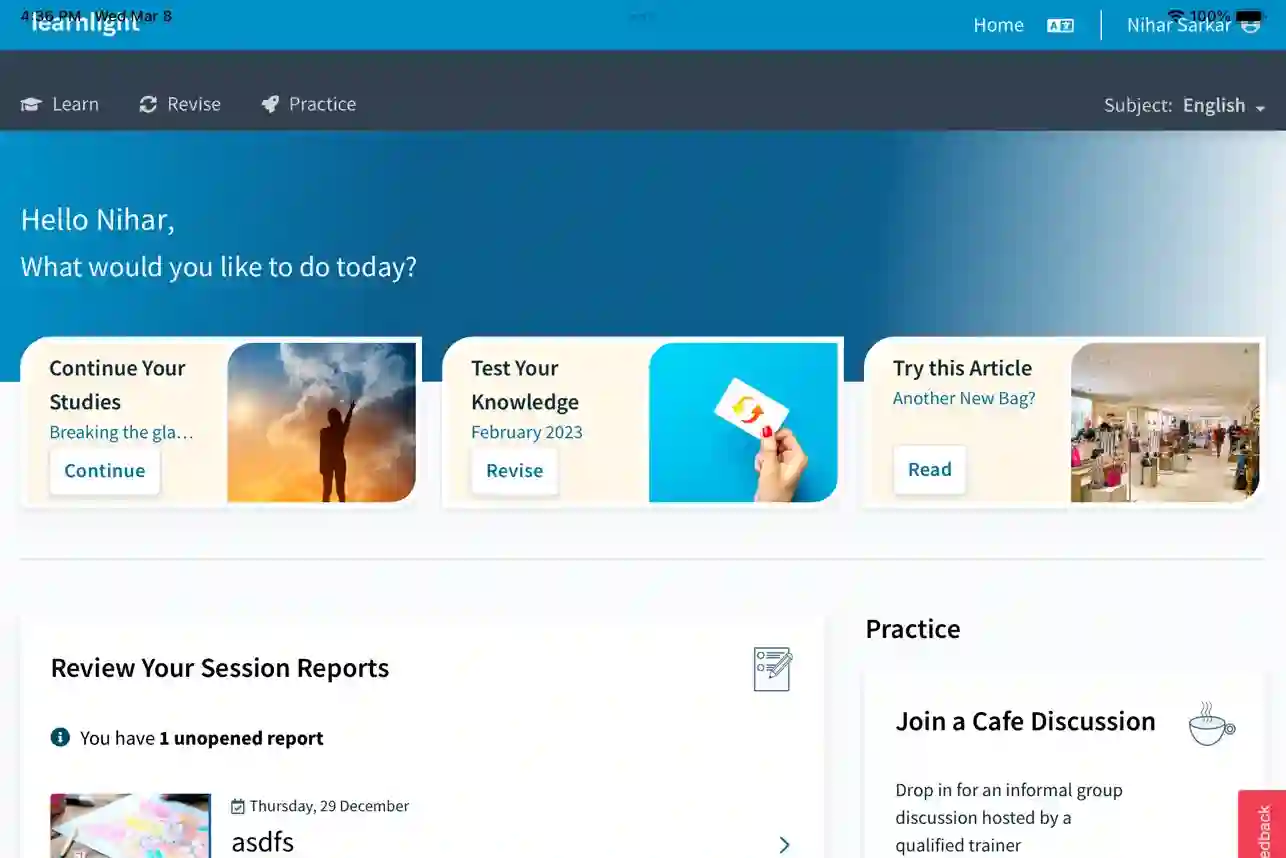 4:36 PM Wed Mar 8
100%
learnlight
Home
Nihar Sarkar
Learn
Revise
Practice
Subject: English
Hello Nihar,
What would you like to do today?
Continue Your
Studies
Breaking the gla...
Continue
Test Your
Knowledge
February 2023
Revise
Try this Article
Another New Bag?
Read
Review Your Session Reports
You have 1 unopened report
Thursday, 29 December
asdfs
Practice
Join a Cafe Discussion
Drop in for an informal group
discussion hosted by a
qualified trainer
edback